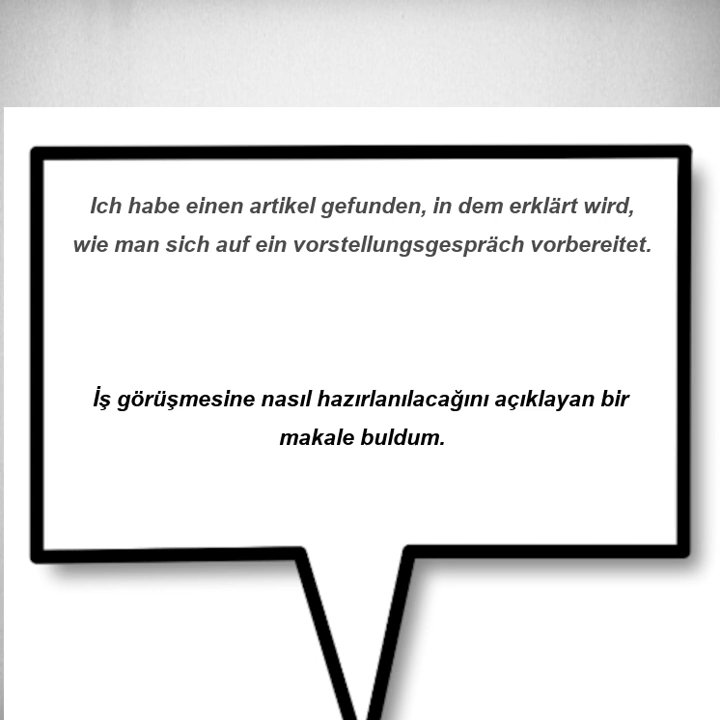 Ich habe einen artikel gefunden, in dem erklärt wird,
wie man sich auf ein vorstellungsgespräch vorbereitet.
İş görüşmesine nasıl hazırlanılacağını açıklayan bir
makale buldum.